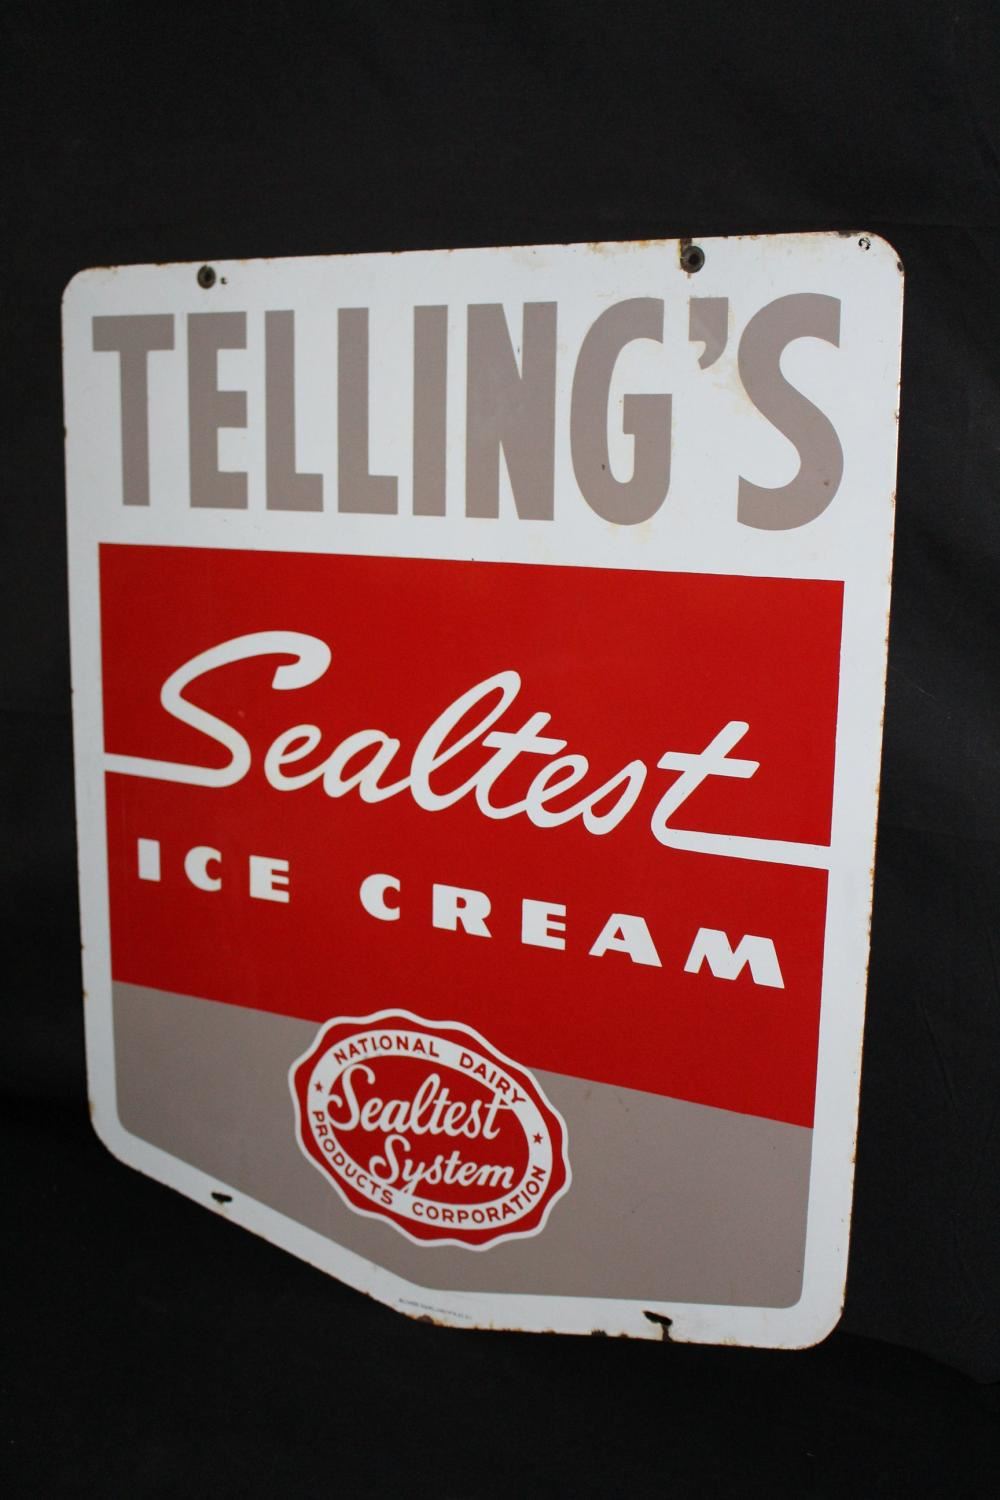 TELLING'S
Sealtest
ICE CREAM
NATIONAL DAIRY
Sealtest
System
PRODUCTS CORPORATION